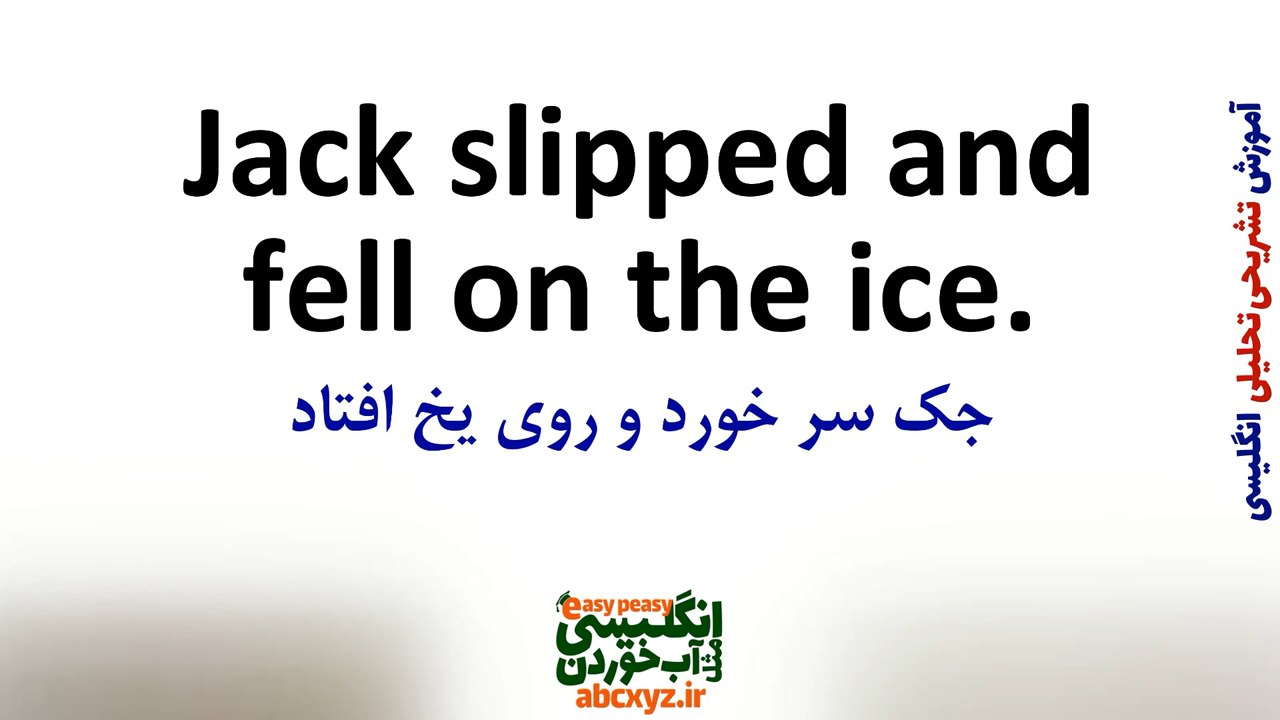 Jack slipped and
fell on the ice.
جک سر خورد و روی یخ افتاد
آموزش تشریحی تحلیلی انگلیسی
easy peasy
انگلیسی
مثل آب خوردن
abcxyz.ir